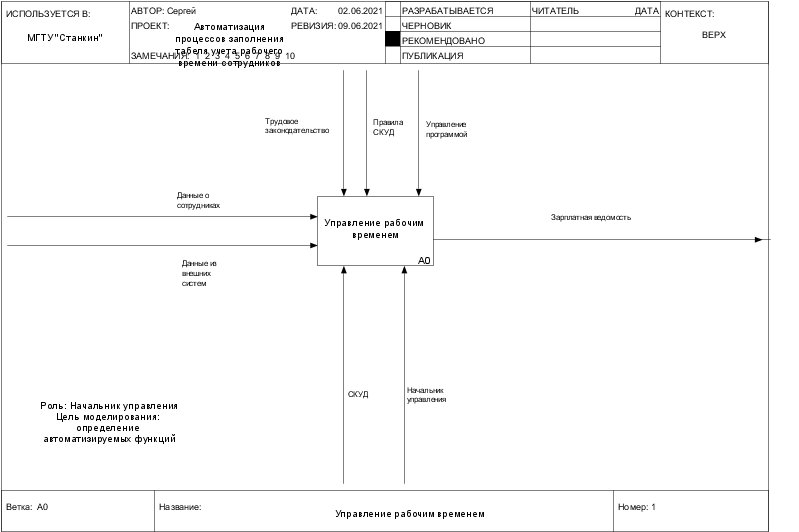 ИСПОЛЬЗУЕТСЯ В:
МГТУ"Станкин"
АВТОР: Сергей
ДАТА: 02.06.2021
ПРОЕКТ: Автоматизация
процессов заполнения
табеля учета рабочего
времени сотрудников
РЕВИЗИЯ: 09.06.2021
ЗАМЕЧАНИЯ: 1 2 3 4 5 6 7 8 9 10
РАЗРАБАТЫВАЕТСЯ
ЧЕРНОВИК
РЕКОМЕНДОВАНО
ПУБЛИКАЦИЯ
ЧИТАТЕЛЬ ДАТА
КОНТЕКСТ:
ВЕРХ
Трудовое
законодательство
Правила
СКУД
Управление
программой
Данные о
сотрудниках
Управление рабочим
временем
A0
Зарплатная ведомость
Данные из
внешних
систем
СКУД
Начальник
управления
Роль: Начальник управления
Цель моделирования:
определение
автоматизируемых функций
Ветка: A0
Название:
Управление рабочим временем
Номер: 1